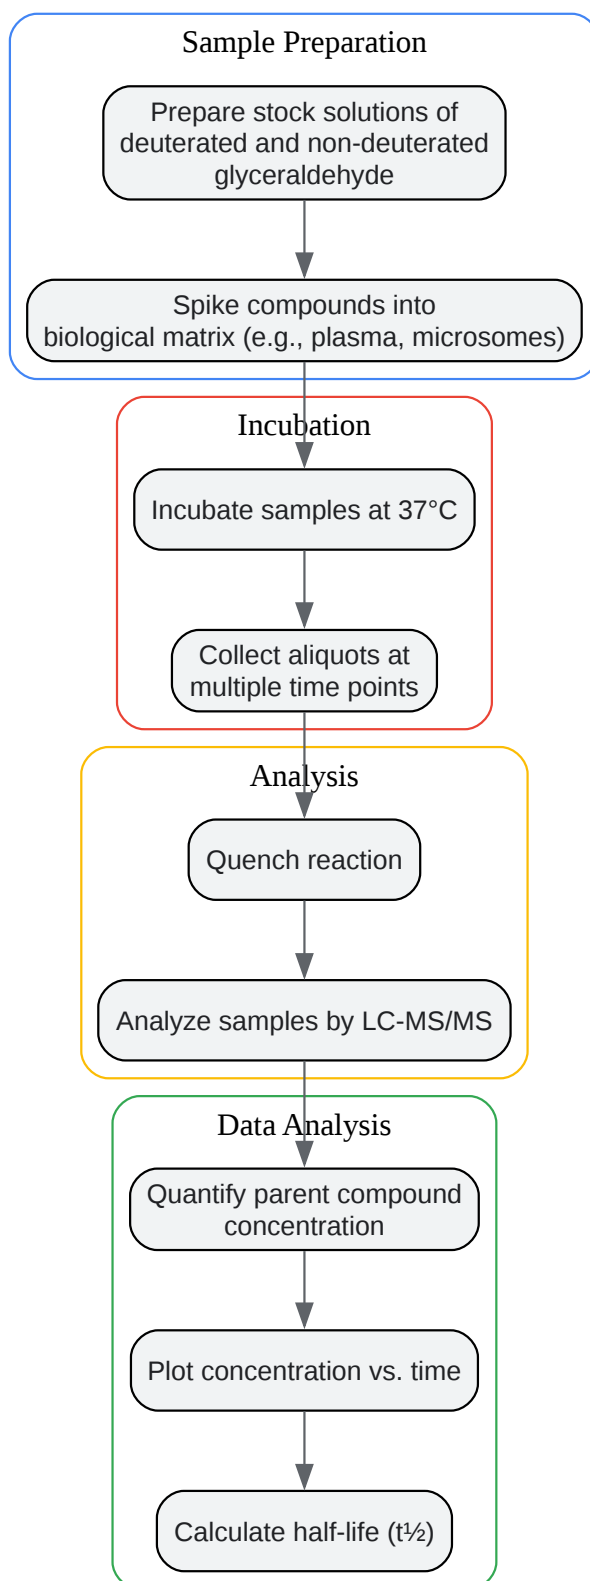 Sample Preparation
Prepare stock solutions of
deuterated and non-deuterated
glyceraldehyde
Spike compounds into
biological matrix (e.g., plasma, microsomes)
Incubation
Incubate samples at 37°C
Collect aliquots at
multiple time points
Analysis
Quench reaction
Analyze samples by LC-MS/MS
Data Analysis
Quantify parent compound
concentration
Plot concentration vs. time
Calculate half-life (t½)